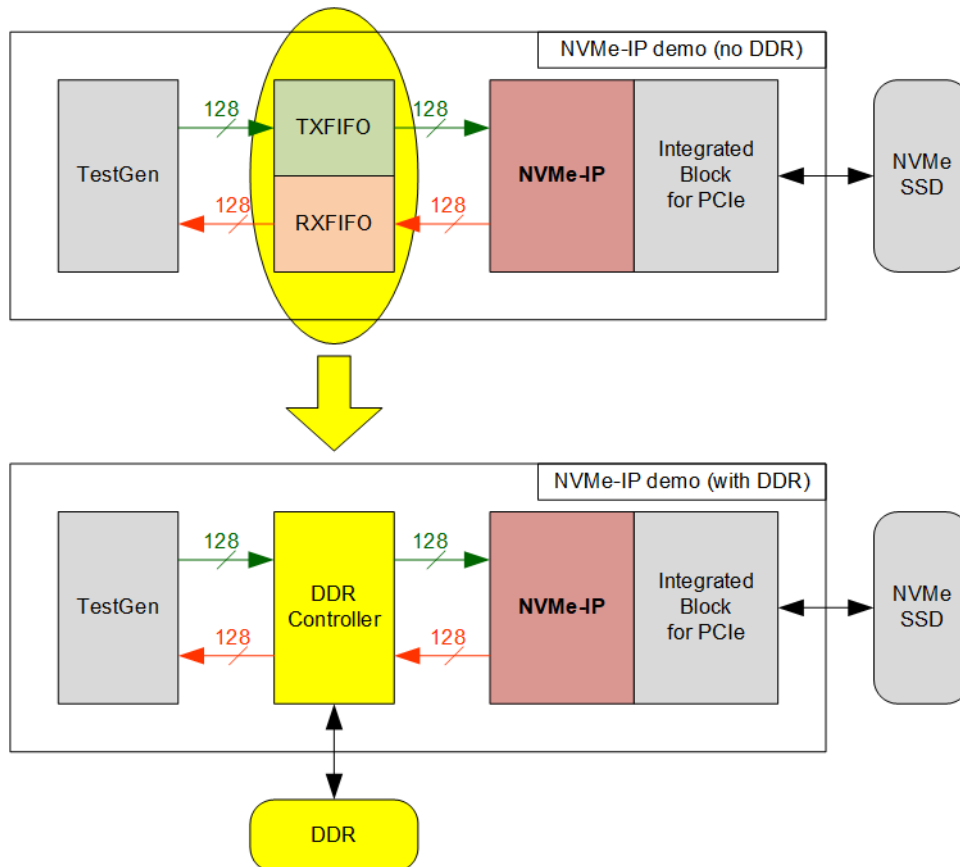 NVMe-IP demo (no DDR)
128
TXFIFO
128
TestGen
NVMe-IP
Integrated
Block
for PCIe
NVMe
SSD
128
RXFIFO
128
NVMe-IP demo (with DDR)
128
128
TestGen
DDR
Controller
NVMe-IP
Integrated
Block
for PCIe
NVMe
SSD
128
128
DDR